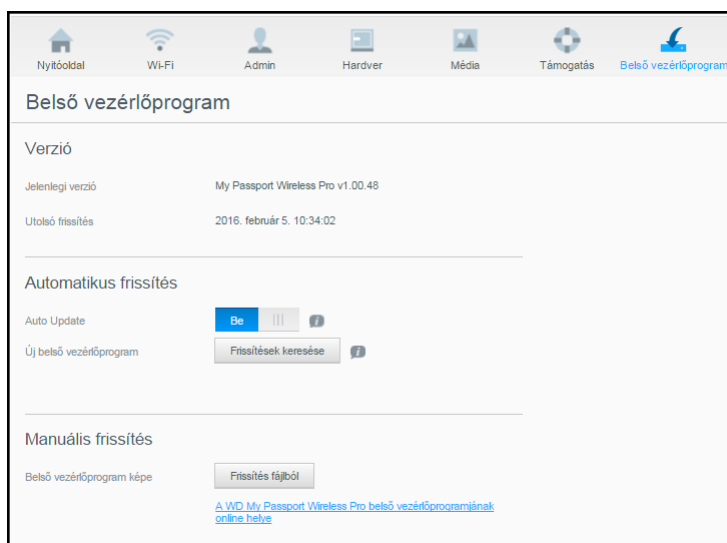 Nyitóoldal
Wi-Fi
Admin
Hardver
Média
Támogatás
Belső vezérlőprogram
Belső vezérlőprogram
Verzió
Jelenlegi verzió
My Passport Wireless Pro v1.00.48
Utolsó frissítés
2016. február 5. 10:34:02
Automatikus frissítés
Auto Update
Be
Új belső vezérlőprogram
Frissítések keresése
Manuális frissítés
Belső vezérlőprogram képe
Frissítés fájlból
A WD My Passport Wireless Pro belső vezérlőprogramjának
online helye